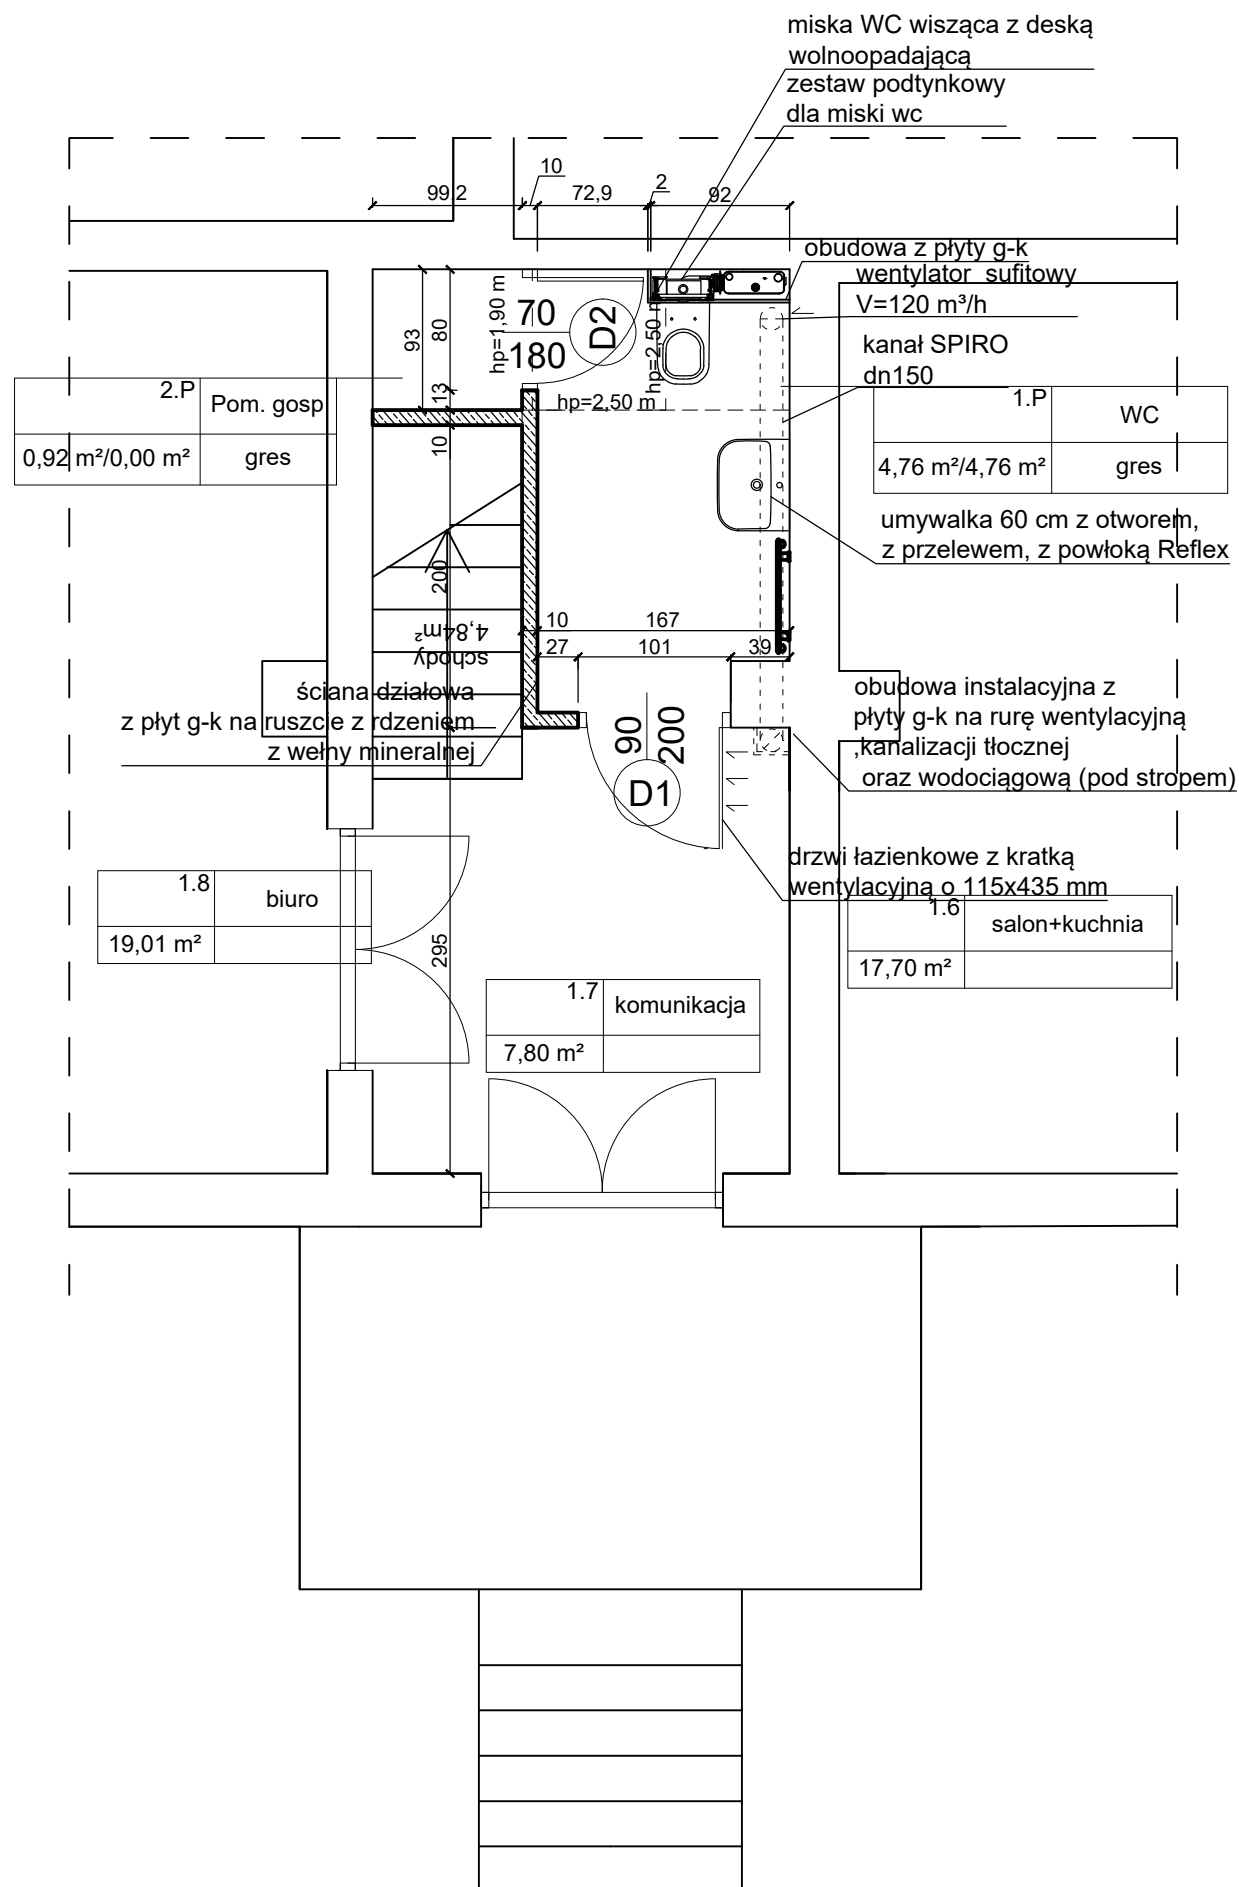 miska WC wisząca z deską
wolnoopadającą
zestaw podtynkowy
dla miski wc
10
99,2
72,9
2
92
obudowa z płyty g-k
wentylator sufitowy
V=120 m³/h
kanał SPIRO
dn150
93
80
13
10
hp=1,90 m
70
180
D2
hp=2,50 m
hp=2,50 m
2.P
Pom. gosp
0,92 m²/0,00 m²
gres
1.P
WC
4,76 m²/4,76 m²
gres
umywalka 60 cm z otworem,
z przelewem, z powłoką Reflex
200
schody
4,84m²
10
167
27
101
39
ściana działowa
z płyt g-k na ruszcie z rdzeniem
z wełny mineralnej
90
200
D1
obudowa instalacyjna z
płyty g-k na rurę wentylacyjną
,kanalizacji tłocznej
oraz wodociągową (pod stropem)
drzwi łazienkowe z kratką
wentylacyjną o 115x435 mm
1.8
biuro
19,01 m²
295
1.6
salon+kuchnia
17,70 m²
1.7
komunikacja
7,80 m²